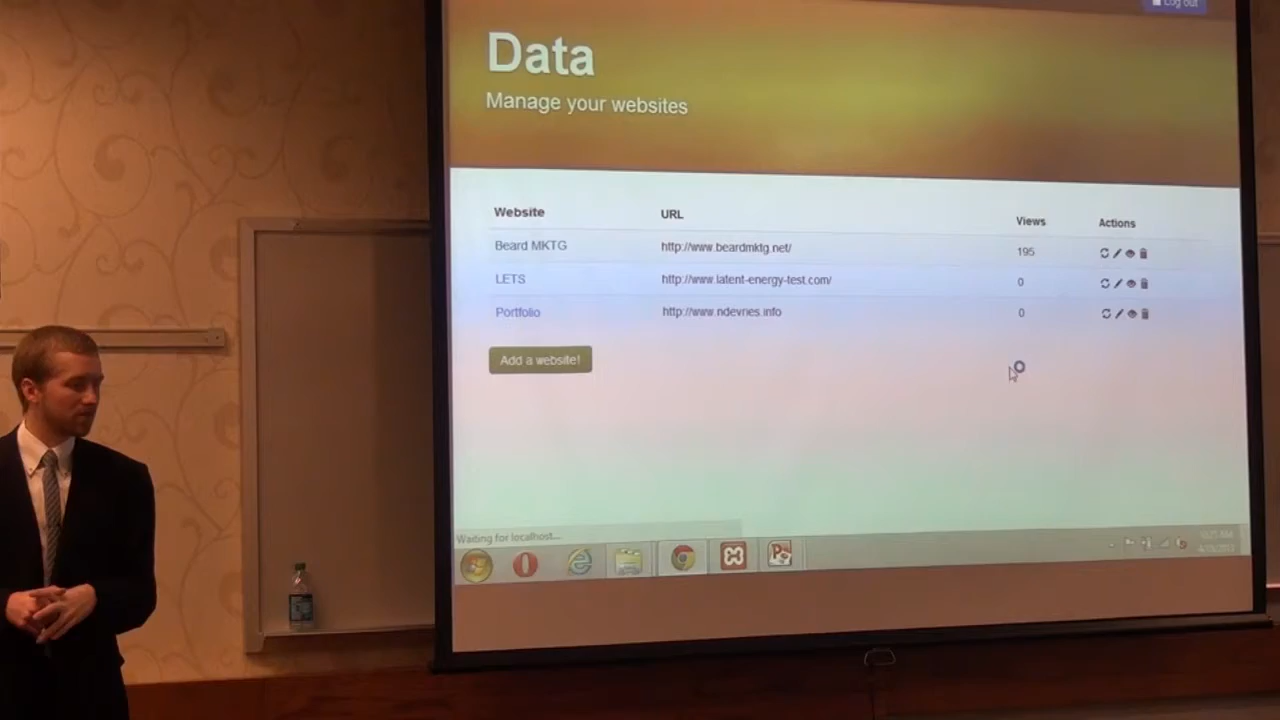 Log out
Data
Manage your websites
Website URL Views Actions
Beard MKTG http://www.beardmktg.net/ 195
LETS http://www.latent-energy-test.com/ 0
Portfolio http://www.ndevries.info 0
Add a website!
Waiting for localhost...